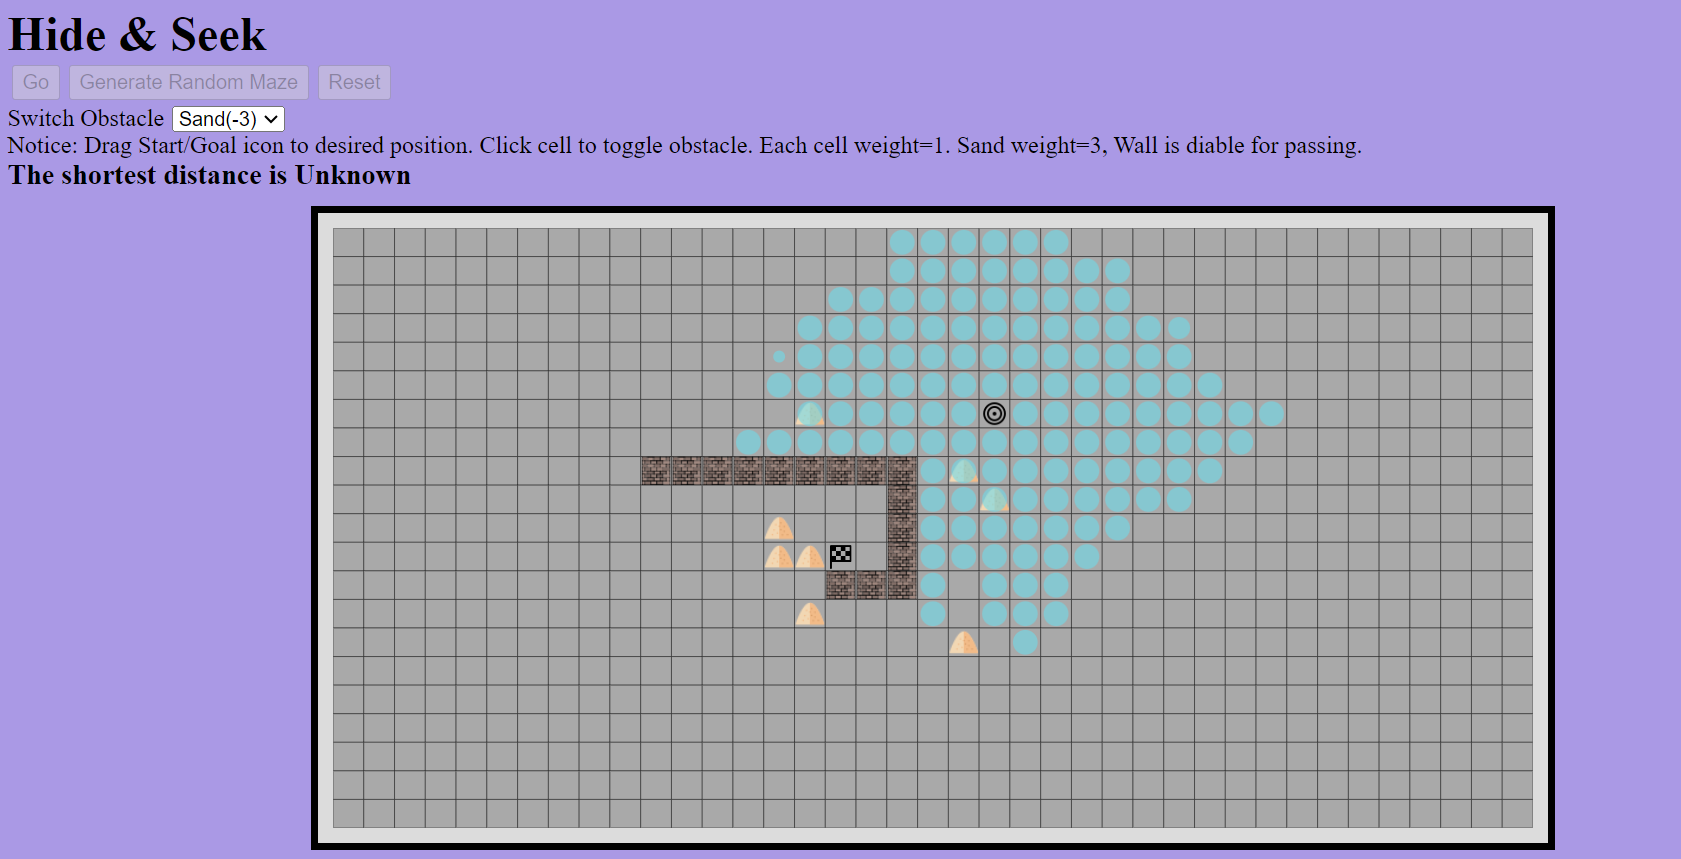 Hide & Seek
Go Generate Random Maze Reset
Switch Obstacle Sand(-3)
Notice: Drag Start/Goal icon to desired position. Click cell to toggle obstacle. Each cell weight=1. Sand weight=3, Wall is diable for passing.
The shortest distance is Unknown